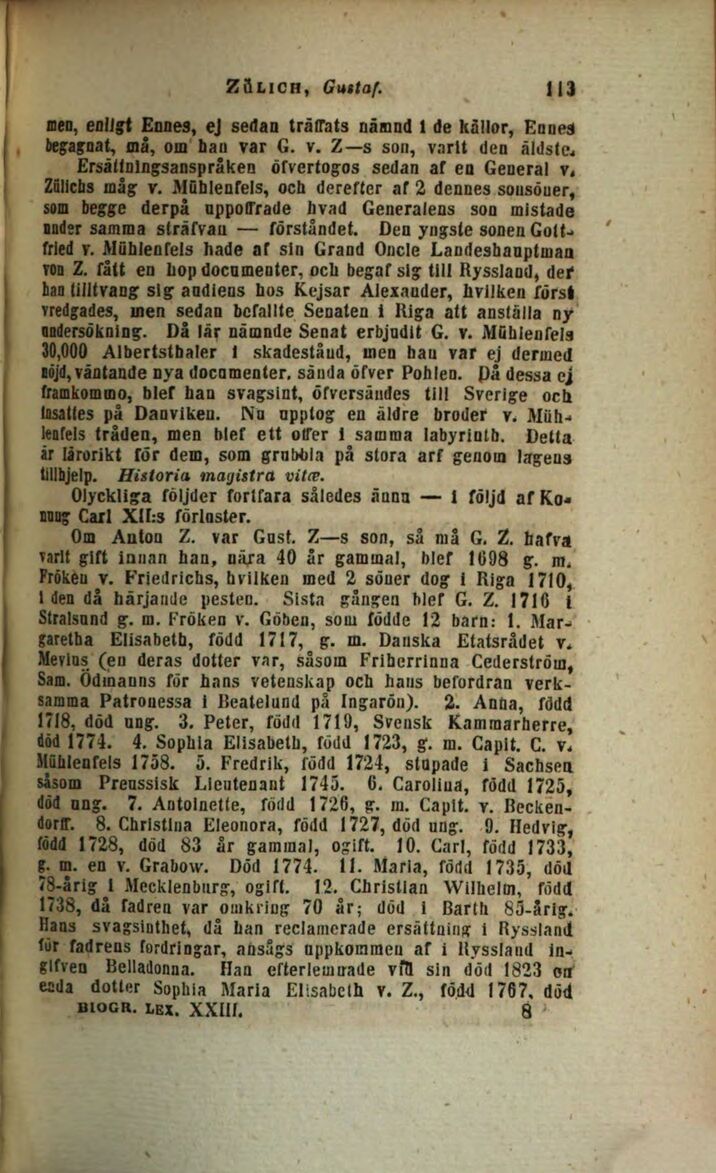 ZÜLICH, Gustaf. 113
men, enligt Ennes, ej sedan träffats nämnd i de källor, Ennes
begagnat, må, om han var G. v. Z—s son, varit den äldste.
Ersättningsanspråken öfvertogos sedan af en General v.
Zülichs måg v. Mühlenfels, och derefter af 2 dennes sonsöner,
som begge derpå uppoffrade hvad Generalens son mistade
under samma sträfvan — förståndet. Den yngste sonen Gott-
fried v. Mühlenfels hade af sin Grand Oncle Landeshauptman
von Z. fått en hop documenter, och begaf sig till Ryssland, der
han tilltvang sig audiens hos Kejsar Alexander, hvilken först
vredgades, men sedan befallte Senaten i Riga att anställa ny
undersökning. Då lär nämnde Senat erbjudit G. v. Mühlenfels
30,000 Albertsthaler i skadestånd, men han var ej dermed
nöjd, väntande nya documenter, sända öfver Pohlen. Då dessa ej
framkommo, blef han svagsint, öfversändes till Sverige och
insattes på Danviken. Nu upptog en äldre broder v. Müh-
lenfels tråden, men blef ett offer i samma labyrinth. Detta
är lärorikt för dem, som grubbla på stora arf genom lagens
tillhjelp. Historia magistra vitæ.
Olyckliga följder fortfara således ännu — i följd af Ko-
nung Carl XII:s förluster.
Om Anton Z. var Gust. Z—s son, så må G. Z. hafva
varit gift innan han, nära 40 år gammal, blef 1698 g. m.
Fröken v. Friedrichs, hvilken med 2 söner dog i Riga 1710,
i den då härjande pesten. Sista gången blef G. Z. 1716 i
Stralsund g. m. Fröken v. Göben, som födde 12 barn: 1. Mar-
garetha Elisabeth, född 1717, g. m. Danska Etatsrådet v.
Mevius (en deras dotter var, såsom Friherrinna Cederström,
Sam. Ödmanns för hans vetenskap och hans befordran verk-
samma Patronessa i Beatelund på Ingarön). 2. Anna, född
1718, död ung. 3. Peter, född 1719, Svensk Kammarherre,
död 1774. 4. Sophia Elisabeth, född 1723, g. m. Capit. C. v.
Mühlenfels 1758. 5. Fredrik, född 1724, stupade i Sachsen
såsom Preussisk Lieutenant 1745. 6. Carolina, född 1725,
död ung. 7. Antoinette, född 1726, g. m. Capit. v. Becken-
dorff. 8. Christina Eleonora, född 1727, död ung. 9. Hedvig,
född 1728, död 83 år gammal, ogift. 10. Carl, född 1733,
g. m. en v. Grabow. Död 1774. 11. Maria, född 1735, död
78-årig i Mecklenburg, ogift. 12. Christian Wilhelm, född
1738, då fadren var omkring 70 år; död i Barth 85-årig.
Hans svagsinthet, då han reclamerade ersättning i Ryssland
för fadrens fordringar, ansågs uppkommen af i Ryssland in-
gifven Belladonna. Han efterlemnade vid sin död 1823 en
enda dotter Sophia Maria Elisabeth v. Z., född 1767, död
BIOGR. LEX. XXIII. 8